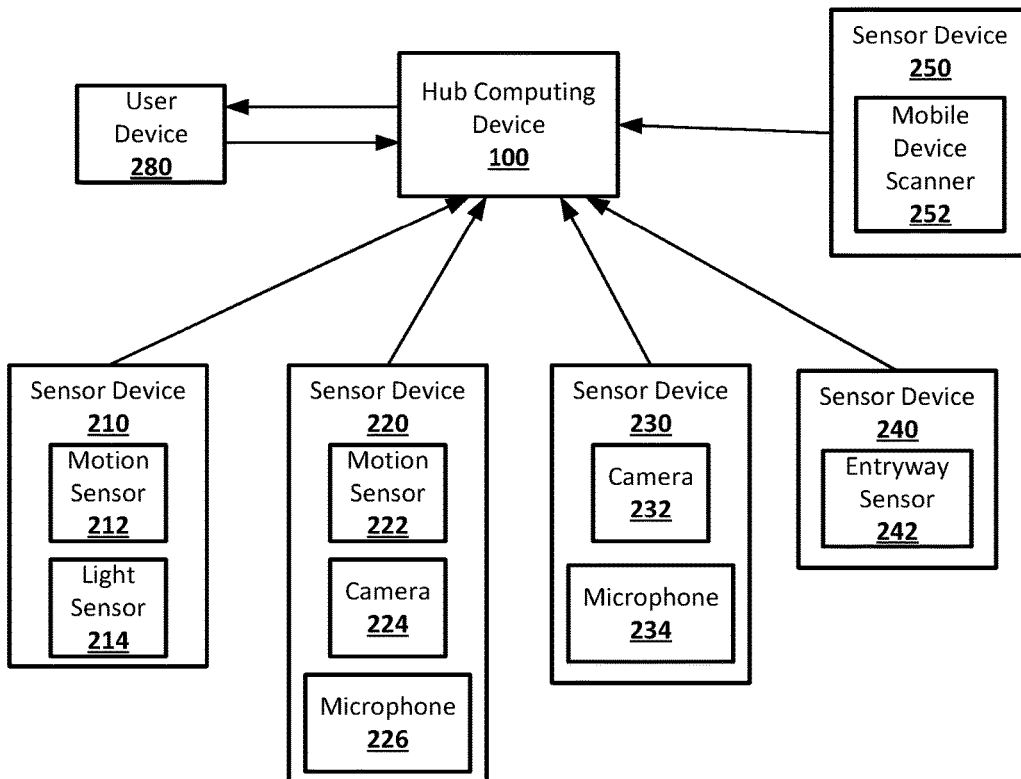 User
Device
280
Hub Computing
Device
100
Sensor Device
250
Mobile
Device
Scanner
252
Sensor Device
210
Motion
Sensor
212
Light
Sensor
214
Sensor Device
220
Motion
Sensor
222
Camera
224
Microphone
226
Sensor Device
230
Camera
232
Microphone
234
Sensor Device
240
Entryway
Sensor
242